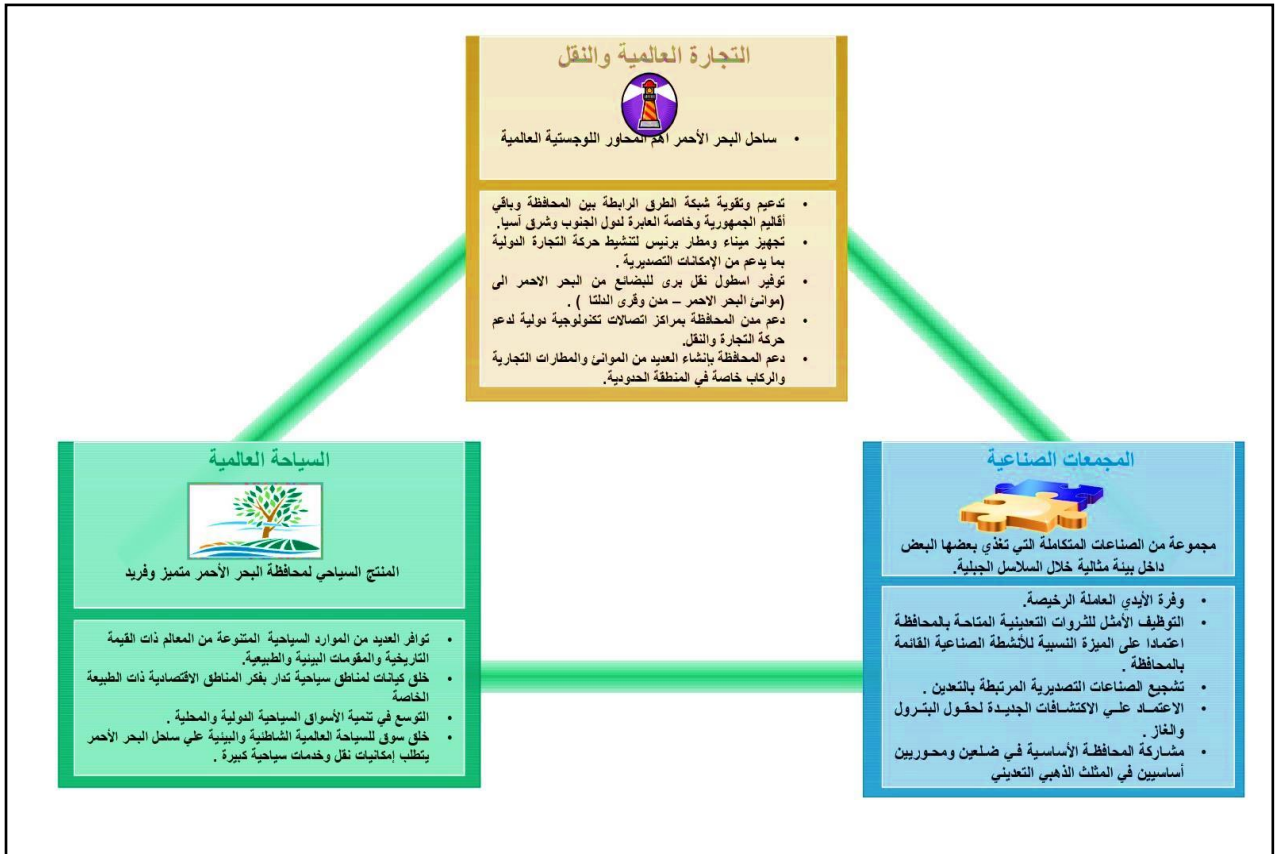 التجارة العالمية والنقل
• ساحل البحر الأحمر اهم المحاور اللوجستية العالمية
• تدعيم وتقوية شبكة الطرق الرابطة بين المحافظة وباقي
أقاليم الجمهورية وخاصة العابرة لدول الجنوب وشرق آسيا.
• تجهيز ميناء ومطار برنيس لتنشيط حركة التجارة الدولية
بما يدعم من الإمكانات التصديرية .
• توفير اسطول نقل برى للبضائع من البحر الاحمر الى
(موانئ البحر الاحمر – مدن وقرى الدلتا ) .
• دعم مدن المحافظة بمراكز اتصالات تكنولوجية دولية لدعم
حركة التجارة والنقل.
• دعم المحافظة بإنشاء العديد من الموانئ والمطارات التجارية
والركاب خاصة في المنطقة الحدودية.
المجمعات الصناعية
مجموعة من الصناعات المتكاملة التي تغذي بعضها البعض
داخل بيئة مثالية خلال السلاسل الجبلية.
• وفرة الأيدي العاملة الرخيصة.
• التوظيف الأمثل للثروات التعدينية المتاحة بالمحافظة
اعتمادا على الميزة النسبية للأنشطة الصناعية القائمة
بالمحافظة .
• تشجيع الصناعات التصديرية المرتبطة بالتعدين .
• الاعتماد علي الاكتشافات الجديدة لحقول البترول
والغاز .
• مشاركة المحافظة الأساسية في ضلعين ومحوريين
أساسيين في المثلث الذهبي التعديني
السياحة العالمية
المنتج السياحي لمحافظة البحر الأحمر متميز وفريد
• توافر العديد من الموارد السياحية المتنوعة من المعالم ذات القيمة
التاريخية والمقومات البيئية والطبيعية.
• خلق كيانات لمناطق سياحية تدار بفكر المناطق الاقتصادية ذات الطبيعة
الخاصة
• التوسع في تنمية الأسواق السياحية الدولية والمحلية .
• خلق سوق للسياحة العالمية الشاطئية والبيئية علي ساحل البحر الأحمر
يتطلب إمكانيات نقل وخدمات سياحية كبيرة .